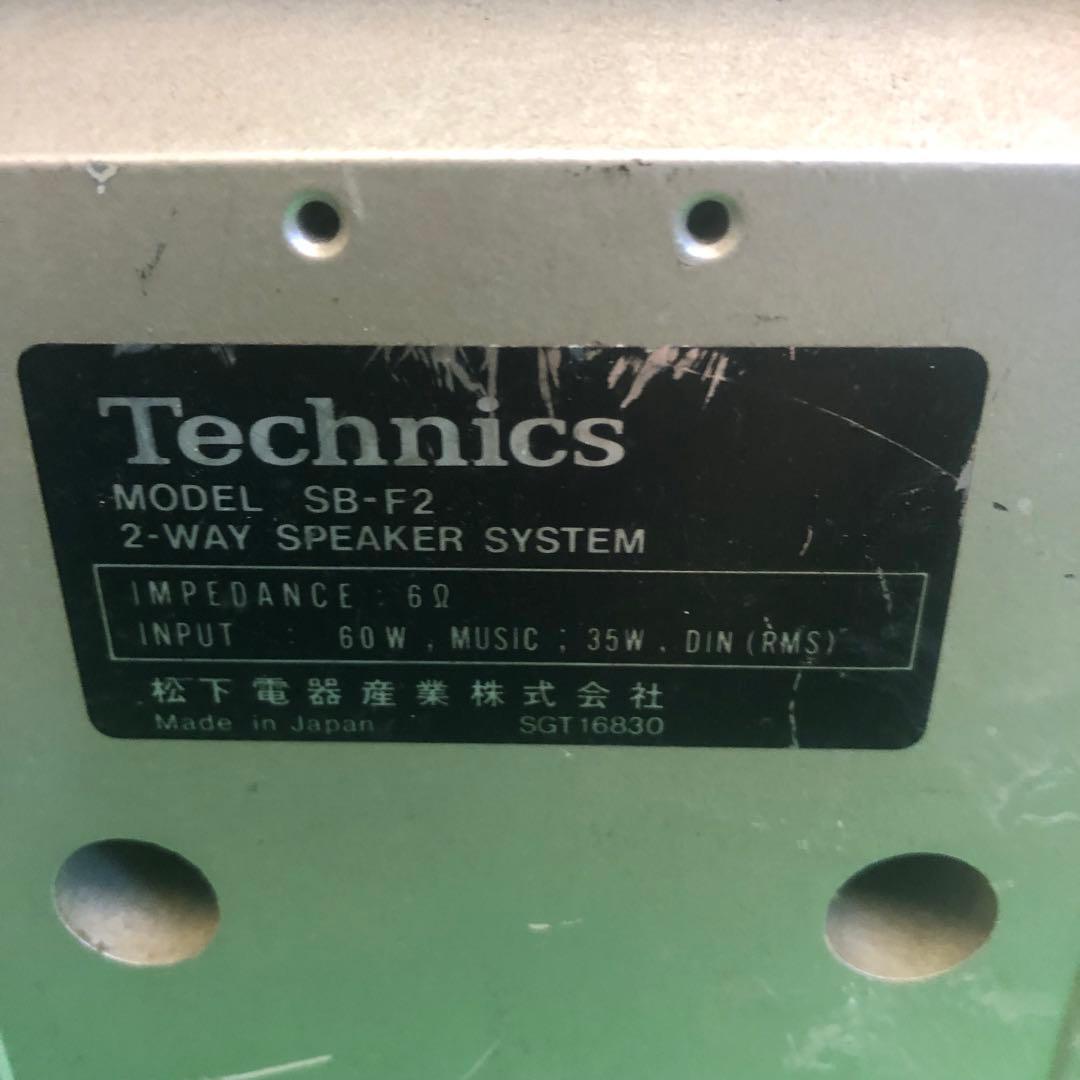 Technics
MODEL SB-F2
2-WAY SPEAKER SYSTEM
IMPEDANCE : 6Ω
INPUT : 60W, MUSIC; 35W, DIN (RMS)
松下電器産業株式会社
Made in Japan SGT16830